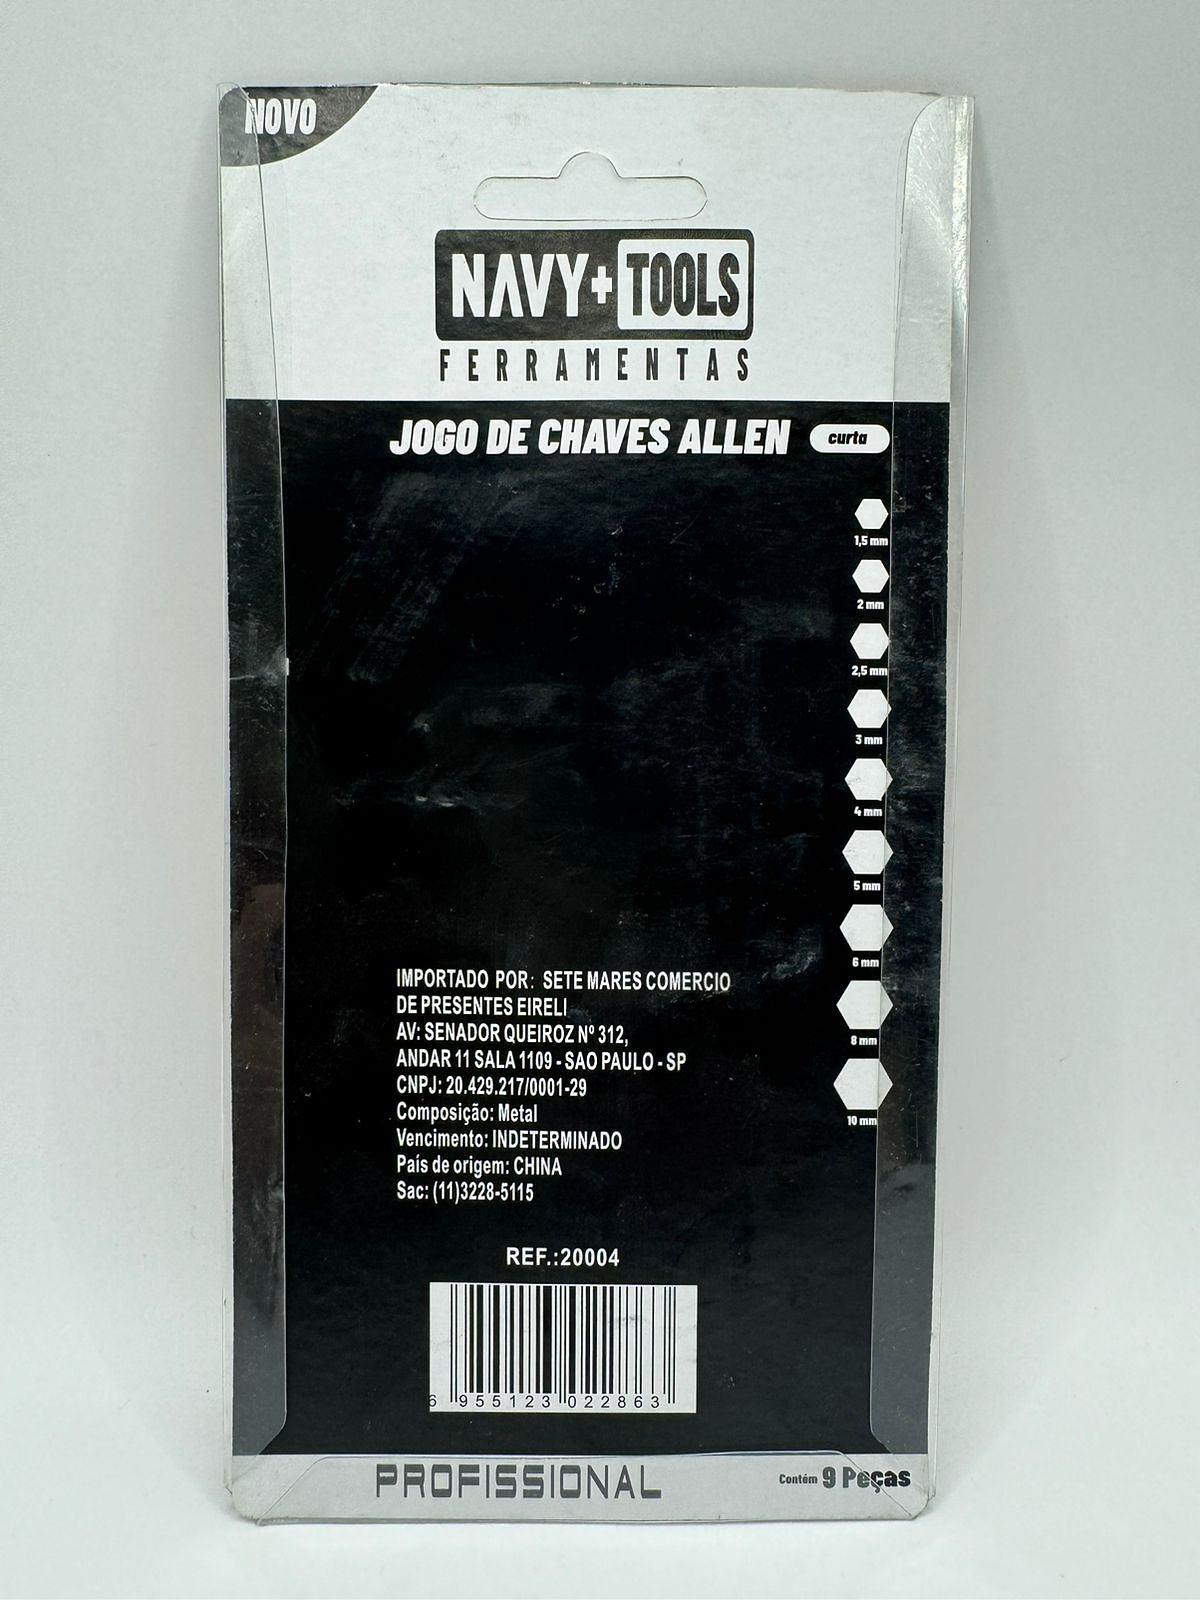 NOVO
NAVY+TOOLS
FERRAMENTAS
JOGO DE CHAVES ALLEN curta
1,5 mm
2 mm
2,5 mm
3 mm
4 mm
5 mm
6 mm
8 mm
10 mm
IMPORTADO POR: SETE MARES COMERCIO
DE PRESENTES EIRELI
AV: SENADOR QUEIROZ Nº 312,
ANDAR 11 SALA 1109 - SAO PAULO - SP
CNPJ: 20.429.217/0001-29
Composição: Metal
Vencimento: INDETERMINADO
País de origem: CHINA
Sac: (11)3228-5115
REF.:20004
6 955123 022863
PROFISSIONAL
Contém 9 Peças